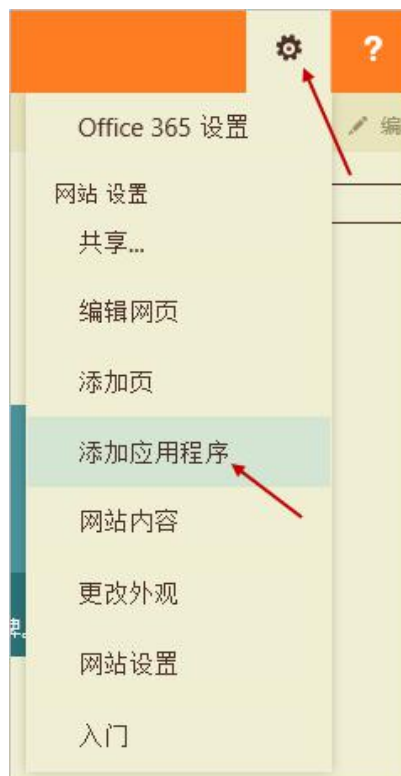 ?
Office 365 设置
编
网站 设置
共享...
编辑网页
添加页
添加应用程序
网站内容
更改外观
网站设置
入门